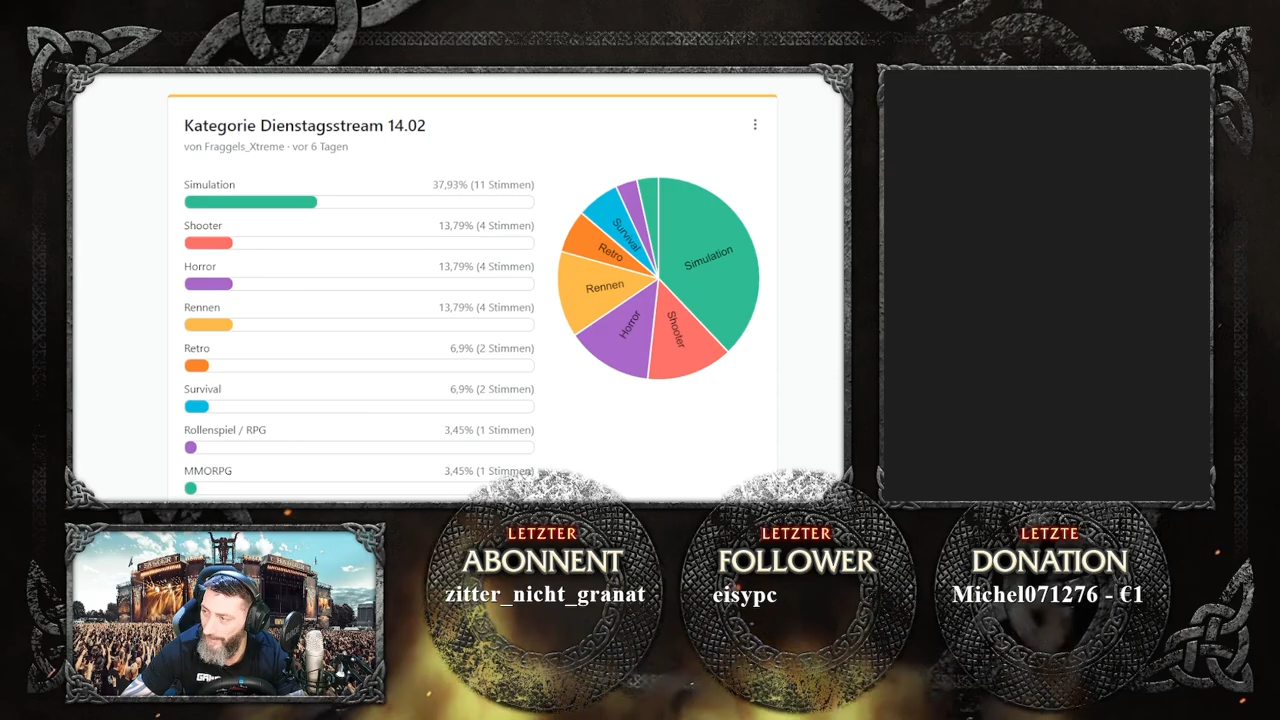 Kategorie Dienstagsstream 14.02
von Fraggels_Xtreme · vor 6 Tagen
Simulation 37,93% (11 Stimmen)
Shooter 13,79% (4 Stimmen)
Horror 13,79% (4 Stimmen)
Rennen 13,79% (4 Stimmen)
Retro 6,9% (2 Stimmen)
Survival 6,9% (2 Stimmen)
Rollenspiel / RPG 3,45% (1 Stimmen)
MMORPG 3,45% (1 Stimmen)
Simulation
Shooter
Horror
Rennen
Retro
Survival
LETZTER
ABONNENT
zitter_nicht_granat
LETZTER
FOLLOWER
eisypc
LETZTE
DONATION
Michel071276 - €1